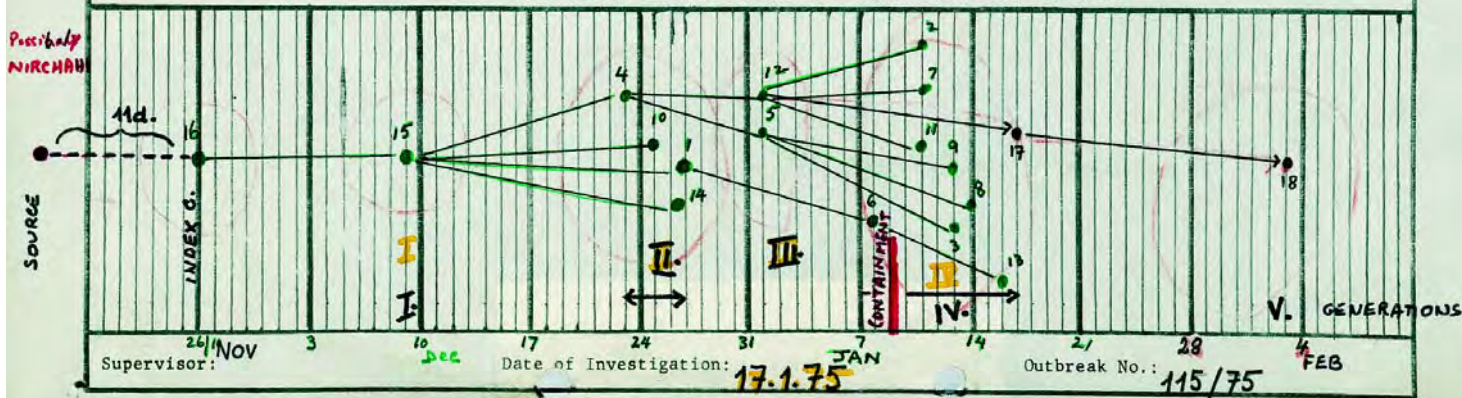 Possibly
NIRCHAH
11d.
SOURCE
16
INDEX C.
15
I
I.
4
10
1
14
II.
12
5
III.
6
CONTAINMENT
2
7
11
9
17
8
3
13
IV
IV.
18
V. GENERATIONS
26/11 NOV 3 10 DEC 17 24 31 7 JAN 14 21 28 4 FEB
Supervisor: Date of Investigation: 17.1.75 Outbreak No.: 115/75